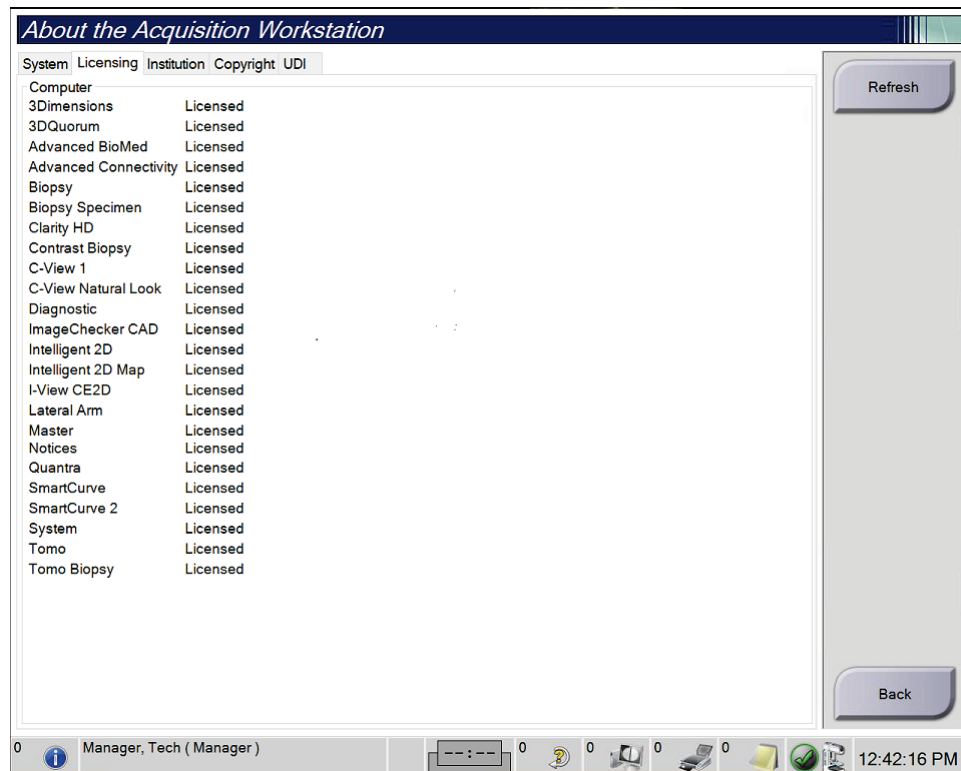 About the Acquisition Workstation
System Licensing Institution Copyright UDI
Computer
3Dimensions Licensed
3DQuorum Licensed
Advanced BioMed Licensed
Advanced Connectivity Licensed
Biopsy Licensed
Biopsy Specimen Licensed
Clarity HD Licensed
Contrast Biopsy Licensed
C-View 1 Licensed
C-View Natural Look Licensed
Diagnostic Licensed
ImageChecker CAD Licensed
Intelligent 2D Licensed
Intelligent 2D Map Licensed
I-View CE2D Licensed
Lateral Arm Licensed
Master Licensed
Notices Licensed
Quantra Licensed
SmartCurve Licensed
SmartCurve 2 Licensed
System Licensed
Tomo Licensed
Tomo Biopsy Licensed
Refresh
Back
0 Manager, Tech ( Manager ) --:-- 0 0 0 0 12:42:16 PM